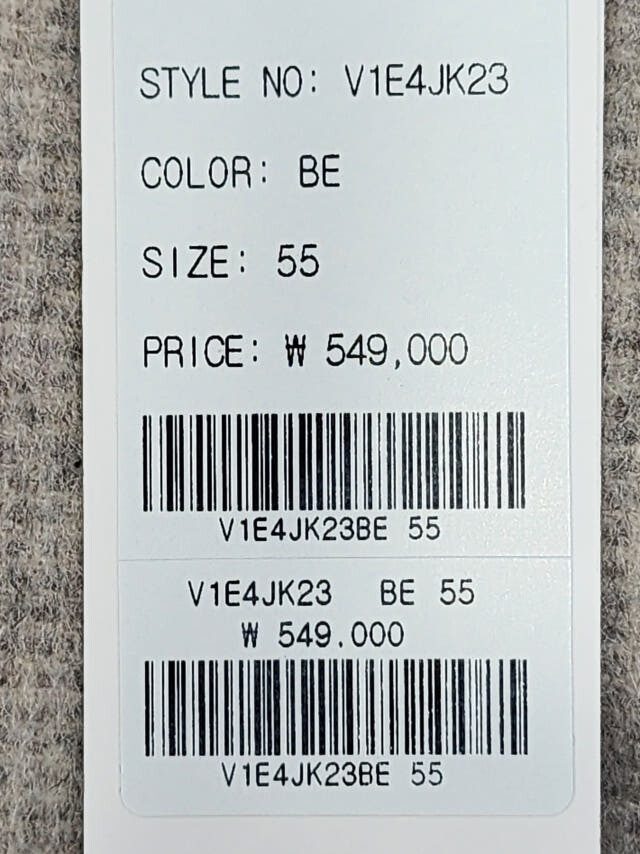 STYLE NO: V1E4JK23
COLOR: BE
SIZE: 55
PRICE: ₩ 549,000
V1E4JK23BE 55
V1E4JK23 BE 55
₩ 549.000
V1E4JK23BE 55